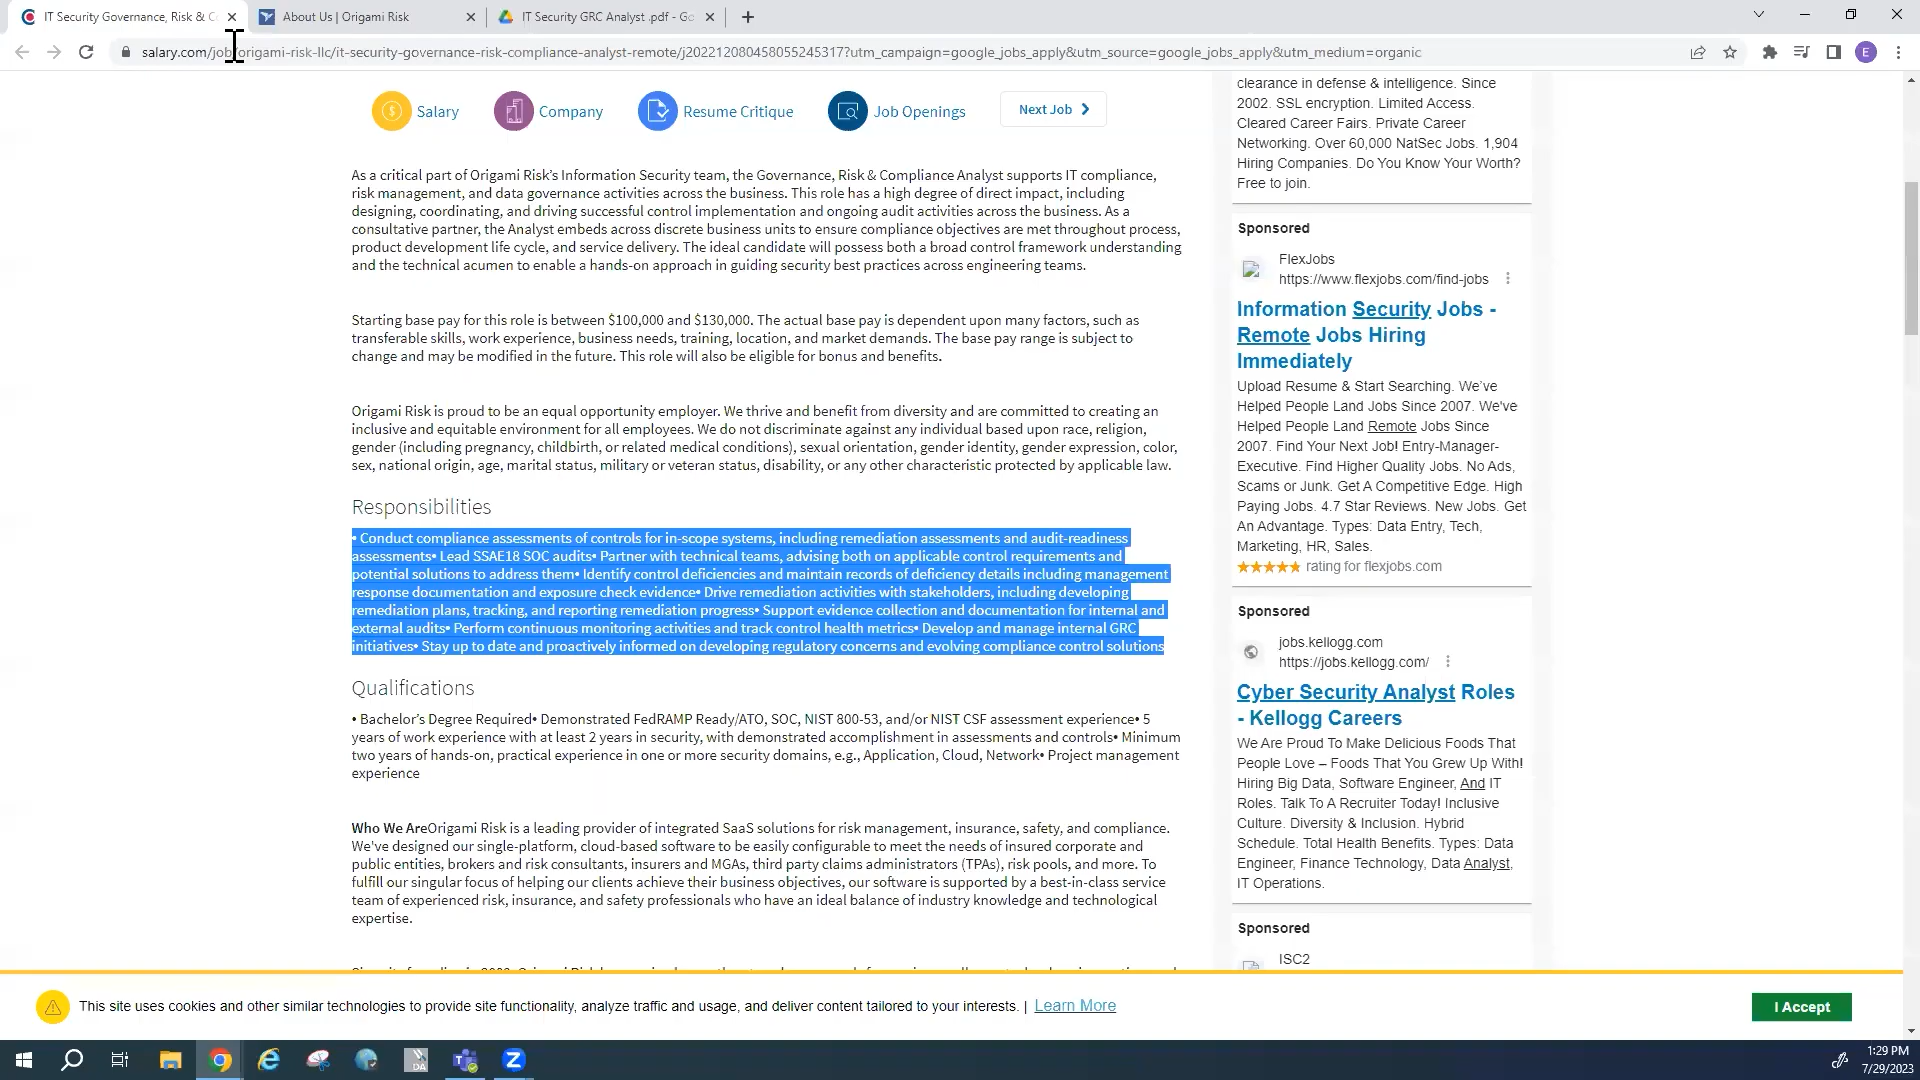 IT Security Governance, Risk & C
About Us | Origami Risk
IT Security GRC Analyst .pdf - Go
salary.com/job/origami-risk-llc/it-security-governance-risk-compliance-analyst-remote/j202212080458055245317?utm_campaign=google_jobs_apply&utm_source=google_jobs_apply&utm_medium=organic
E
Salary
Company
Resume Critique
Job Openings
Next Job
As a critical part of Origami Risk's Information Security team, the Governance, Risk & Compliance Analyst supports IT compliance,
risk management, and data governance activities across the business. This role has a high degree of direct impact, including
designing, coordinating, and driving successful control implementation and ongoing audit activities across the business. As a
consultative partner, the Analyst embeds across discrete business units to ensure compliance objectives are met throughout process,
product development life cycle, and service delivery. The ideal candidate will possess both a broad control framework understanding
and the technical acumen to enable a hands-on approach in guiding security best practices across engineering teams.
Starting base pay for this role is between $100,000 and $130,000. The actual base pay is dependent upon many factors, such as
transferable skills, work experience, business needs, training, location, and market demands. The base pay range is subject to
change and may be modified in the future. This role will also be eligible for bonus and benefits.
Origami Risk is proud to be an equal opportunity employer. We thrive and benefit from diversity and are committed to creating an
inclusive and equitable environment for all employees. We do not discriminate against any individual based upon race, religion,
gender (including pregnancy, childbirth, or related medical conditions), sexual orientation, gender identity, gender expression, color,
sex, national origin, age, marital status, military or veteran status, disability, or any other characteristic protected by applicable law.
Responsibilities
• Conduct compliance assessments of controls for in-scope systems, including remediation assessments and audit-readiness
assessments• Lead SSAE18 SOC audits• Partner with technical teams, advising both on applicable control requirements and
potential solutions to address them• Identify control deficiencies and maintain records of deficiency details including management
response documentation and exposure check evidence• Drive remediation activities with stakeholders, including developing
remediation plans, tracking, and reporting remediation progress• Support evidence collection and documentation for internal and
external audits• Perform continuous monitoring activities and track control health metrics• Develop and manage internal GRC
initiatives• Stay up to date and proactively informed on developing regulatory concerns and evolving compliance control solutions
Qualifications
• Bachelor's Degree Required• Demonstrated FedRAMP Ready/ATO, SOC, NIST 800-53, and/or NIST CSF assessment experience• 5
years of work experience with at least 2 years in security, with demonstrated accomplishment in assessments and controls• Minimum
two years of hands-on, practical experience in one or more security domains, e.g., Application, Cloud, Network• Project management
experience
Who We AreOrigami Risk is a leading provider of integrated SaaS solutions for risk management, insurance, safety, and compliance.
We've designed our single-platform, cloud-based software to be easily configurable to meet the needs of insured corporate and
public entities, brokers and risk consultants, insurers and MGAs, third party claims administrators (TPAs), risk pools, and more. To
fulfill our singular focus of helping our clients achieve their business objectives, our software is supported by a best-in-class service
team of experienced risk, insurance, and safety professionals who have an ideal balance of industry knowledge and technological
expertise.
clearance in defense & intelligence. Since
2002. SSL encryption. Limited Access.
Cleared Career Fairs. Private Career
Networking. Over 60,000 NatSec Jobs. 1,904
Hiring Companies. Do You Know Your Worth?
Free to join.
Sponsored
FlexJobs
https://www.flexjobs.com/find-jobs
Information Security Jobs -
Remote Jobs Hiring
Immediately
Upload Resume & Start Searching. We've
Helped People Land Jobs Since 2007. We've
Helped People Land Remote Jobs Since
2007. Find Your Next Job! Entry-Manager-
Executive. Find Higher Quality Jobs. No Ads,
Scams or Junk. Get A Competitive Edge. High
Paying Jobs. 4.7 Star Reviews. New Jobs. Get
An Advantage. Types: Data Entry, Tech,
Marketing, HR, Sales.
rating for flexjobs.com
Sponsored
jobs.kellogg.com
https://jobs.kellogg.com/
Cyber Security Analyst Roles
- Kellogg Careers
We Are Proud To Make Delicious Foods That
People Love – Foods That You Grew Up With!
Hiring Big Data, Software Engineer, And IT
Roles. Talk To A Recruiter Today! Inclusive
Culture. Diversity & Inclusion. Hybrid
Schedule. Total Health Benefits. Types: Data
Engineer, Finance Technology, Data Analyst,
IT Operations.
Sponsored
ISC2
This site uses cookies and other similar technologies to provide site functionality, analyze traffic and usage, and deliver content tailored to your interests. | Learn More
I Accept
DA
1:29 PM
7/29/2023